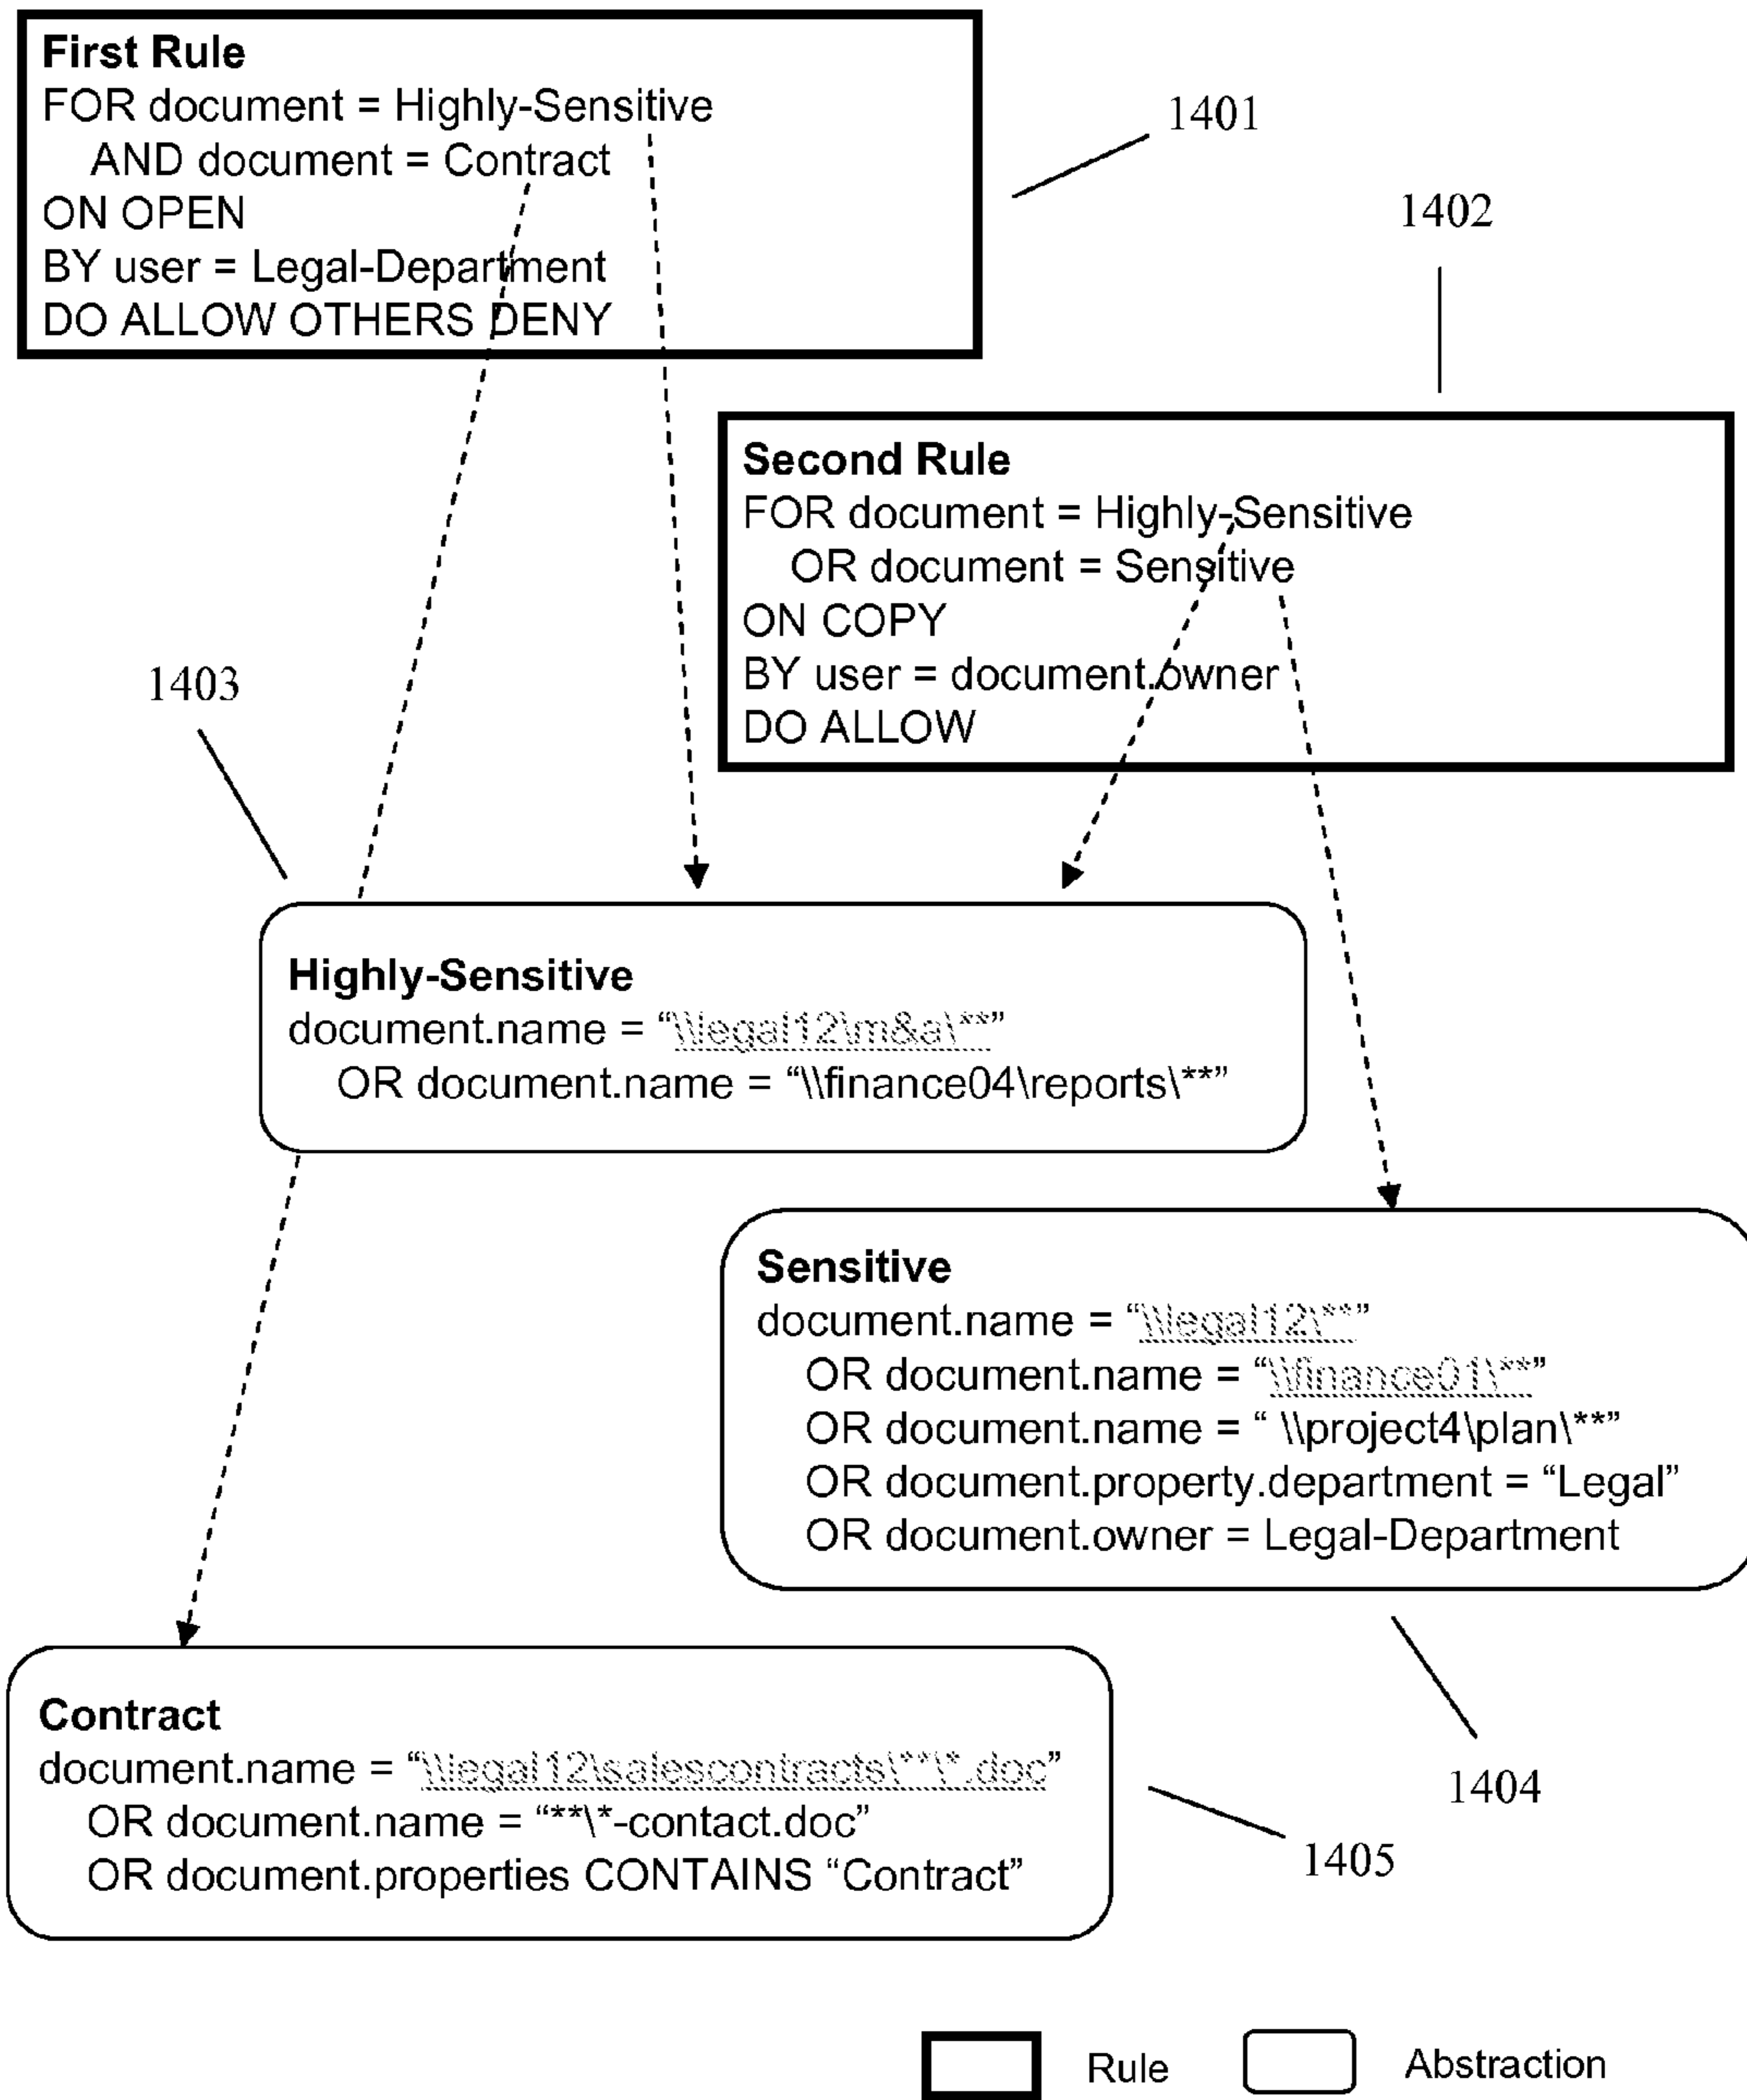 First Rule
FOR document = Highly-Sensitive
AND document = Contract
ON OPEN
BY user = Legal-Department
DO ALLOW OTHERS DENY
1401
1402
Second Rule
FOR document = Highly-Sensitive
OR document = Sensitive
ON COPY
BY user = document.owner
DO ALLOW
1403
Highly-Sensitive
document.name = “\\legal12\m&a\**”
OR document.name = “\\finance04\reports\**”
Sensitive
document.name = “\\legal12\**”
OR document.name = “\\finance01\**”
OR document.name = “ \\project4\plan\**”
OR document.property.department = “Legal”
OR document.owner = Legal-Department
1404
Contract
document.name = “\\legal12\salescontracts\**\*.doc”
OR document.name = “**\*-contact.doc”
OR document.properties CONTAINS “Contract”
1405
Rule
Abstraction